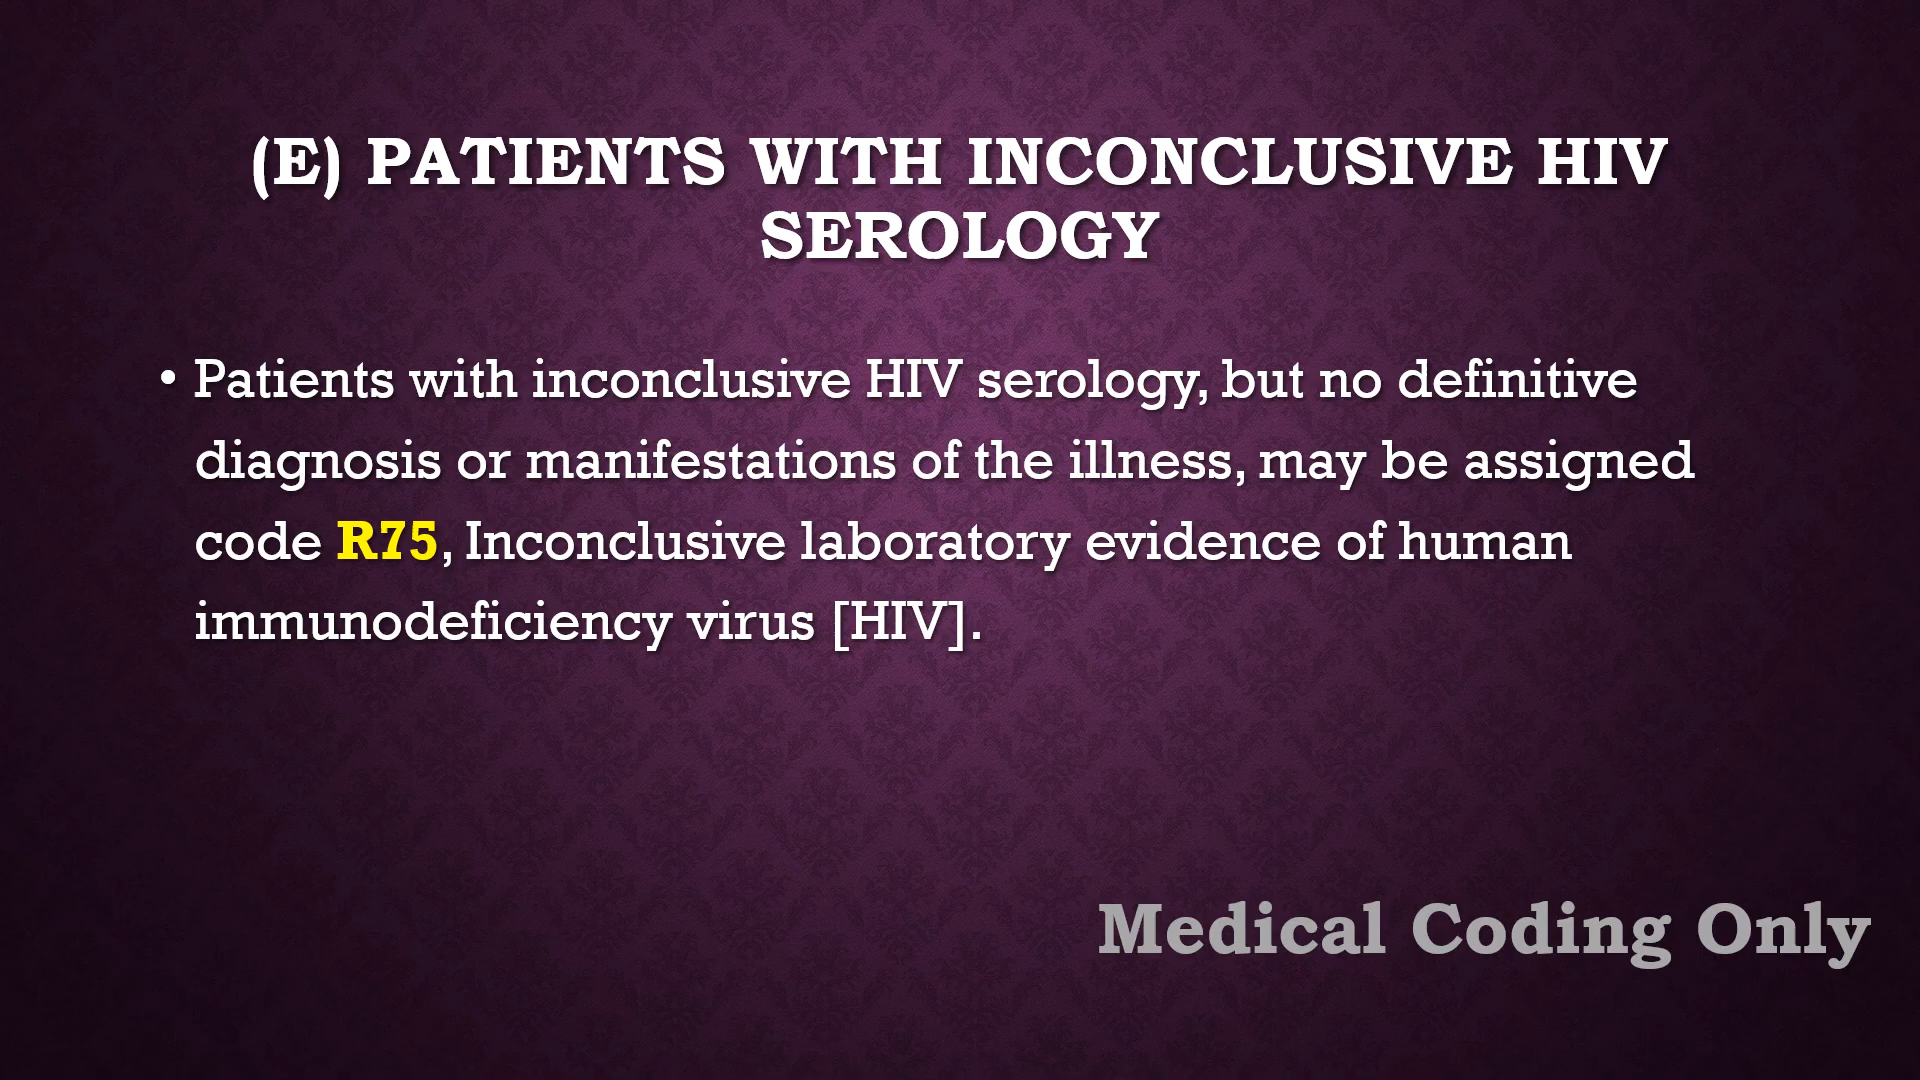 (E) PATIENTS WITH INCONCLUSIVE HIV
SEROLOGY
• Patients with inconclusive HIV serology, but no definitive
diagnosis or manifestations of the illness, may be assigned
code R75, Inconclusive laboratory evidence of human
immunodeficiency virus [HIV].
Medical Coding Only